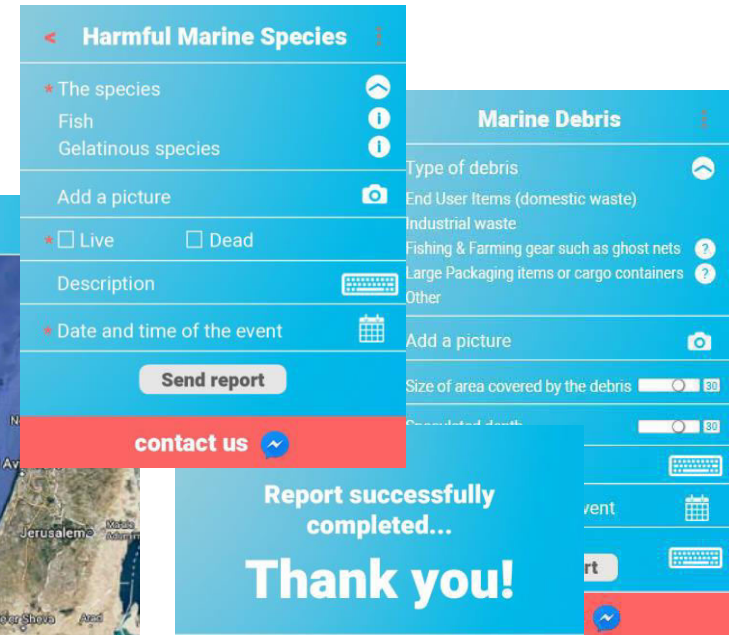 < Harmful Marine Species
* The species
Fish
Gelatinous species
Add a picture
* Live Dead
Description
* Date and time of the event
Send report
contact us
Marine Debris
Type of debris
End User Items (domestic waste)
Industrial waste
Fishing & Farming gear such as ghost nets ?
Large Packaging items or cargo containers ?
Other
Add a picture
Size of area covered by the debris 30
30
Report successfully
completed...
Thank you!
Jerusalem
Arad